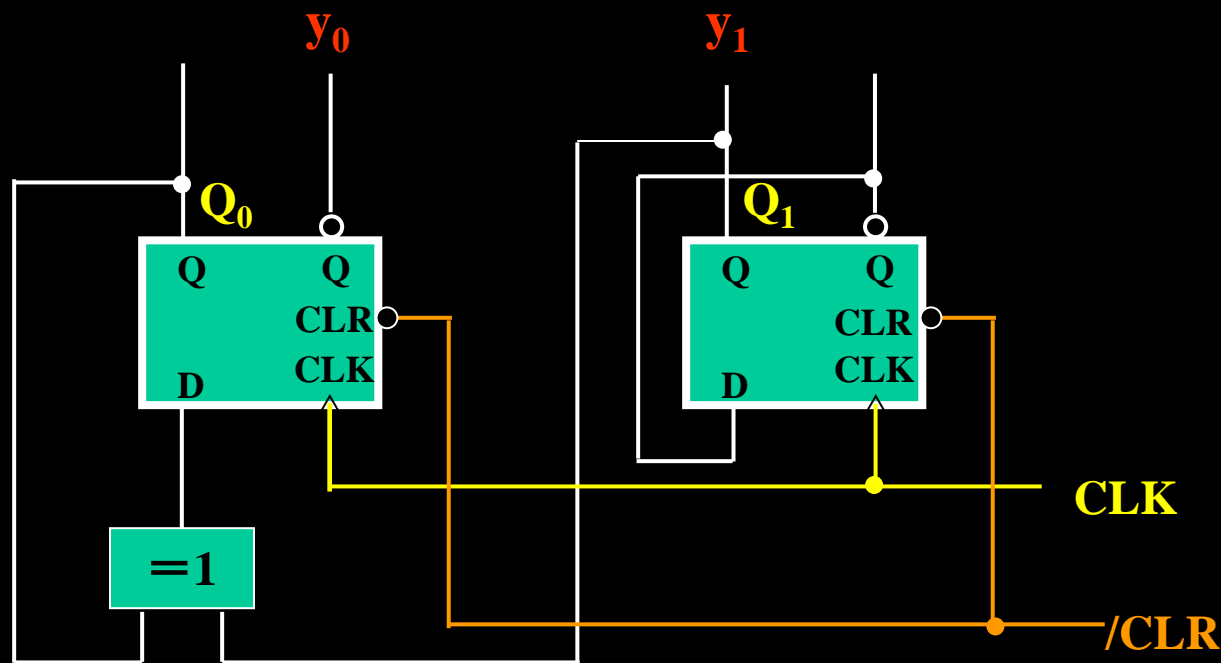 y₀ y₁
Q₀ Q₁
Q Q Q Q
CLR CLR
CLK CLK
D D
CLK
=1
/CLR